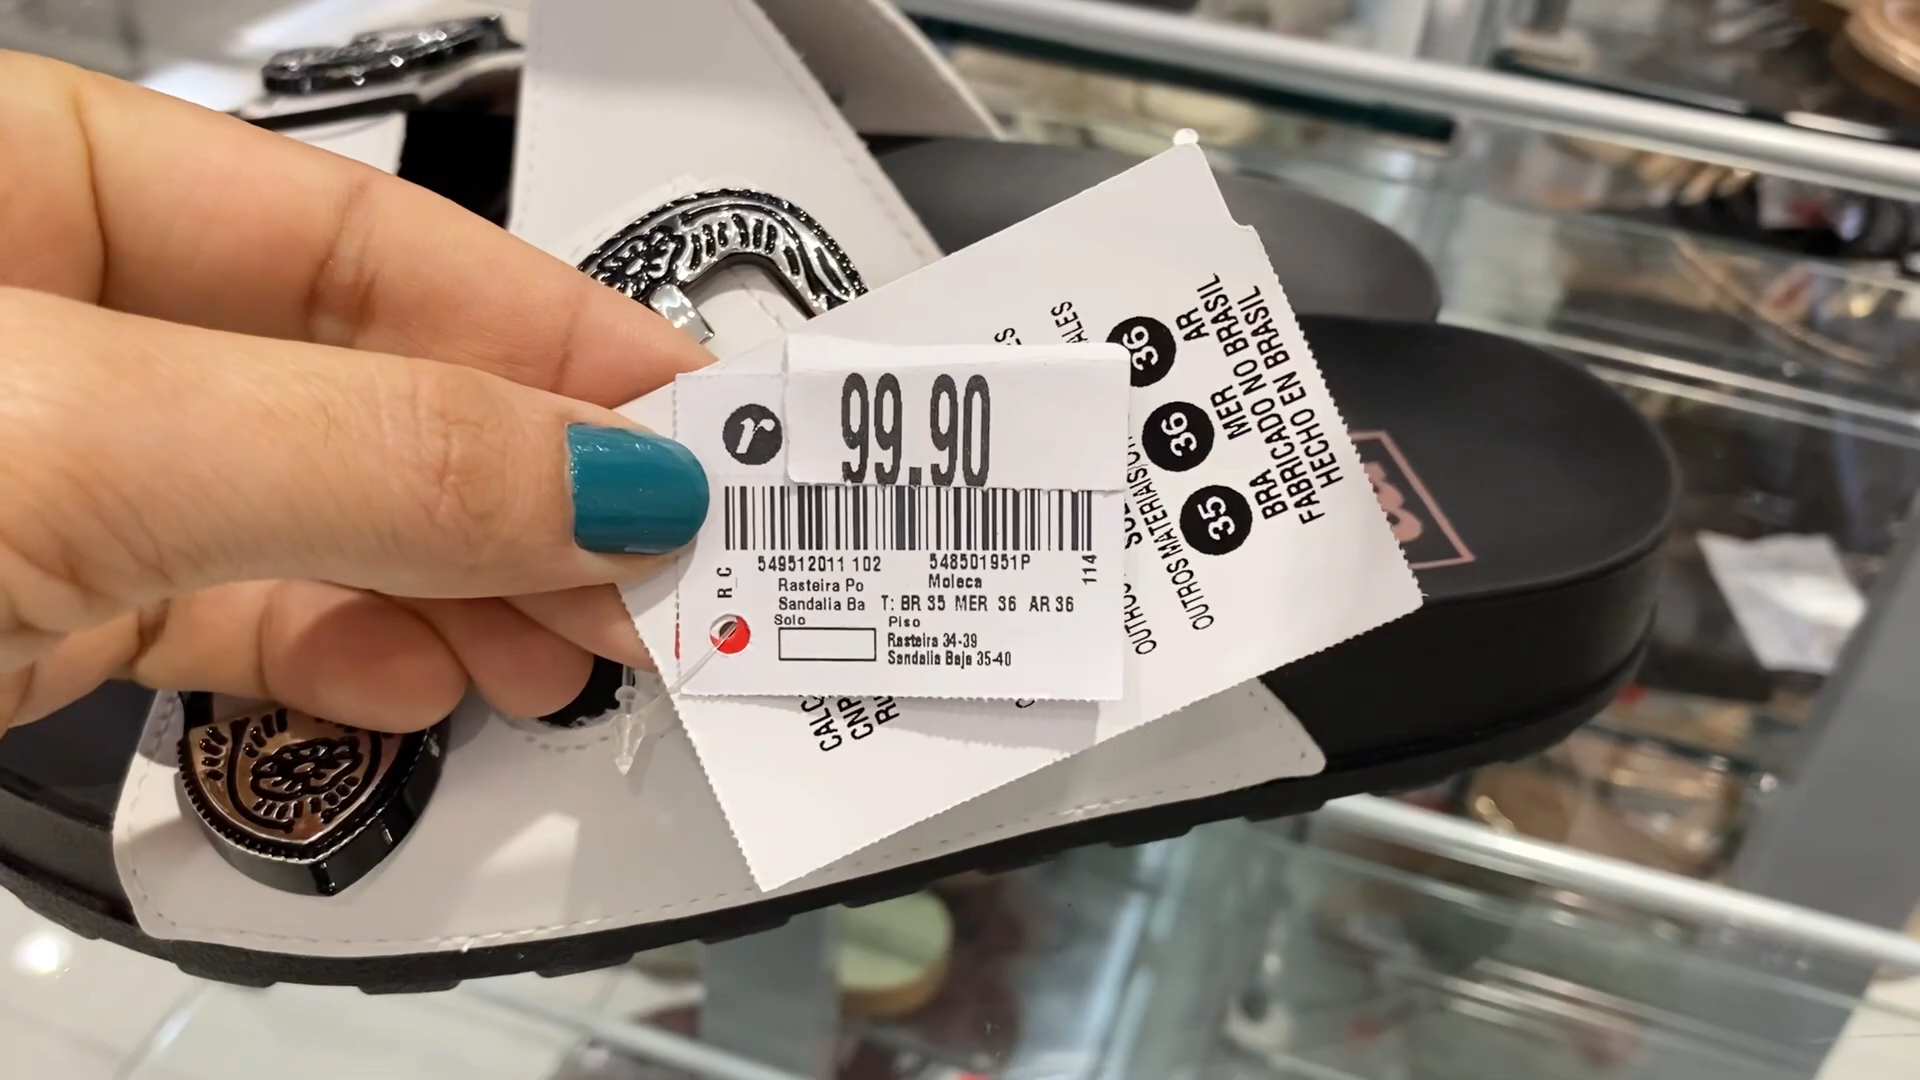 r
99.90
R C
549512011 102 548501951P
114
Rasteira Po Moleca
Sandalia Ba T: BR 35 MER 36 AR 36
Solo Piso
Rasteira 34-39
Sandalia Baja 35-40
36 AR
36 MER
35 BRA
FABRICADO NO BRASIL
HECHO EN BRASIL
OUTROS MATERIAIS